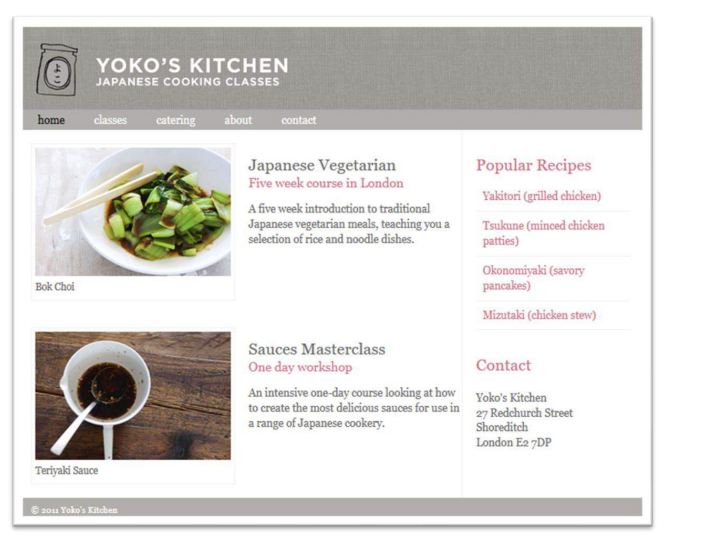 よ
こ
YOKO'S KITCHEN
JAPANESE COOKING CLASSES
home classes catering about contact
Japanese Vegetarian
Five week course in London
A five week introduction to traditional
Japanese vegetarian meals, teaching you a
selection of rice and noodle dishes.
Bok Choi
Sauces Masterclass
One day workshop
An intensive one-day course looking at how
to create the most delicious sauces for use in
a range of Japanese cookery.
Teriyaki Sauce
Popular Recipes
Yakitori (grilled chicken)
Tsukune (minced chicken
patties)
Okonomiyaki (savory
pancakes)
Mizutaki (chicken stew)
Contact
Yoko's Kitchen
27 Redchurch Street
Shoreditch
London E2 7DP
© 2011 Yoko's Kitchen